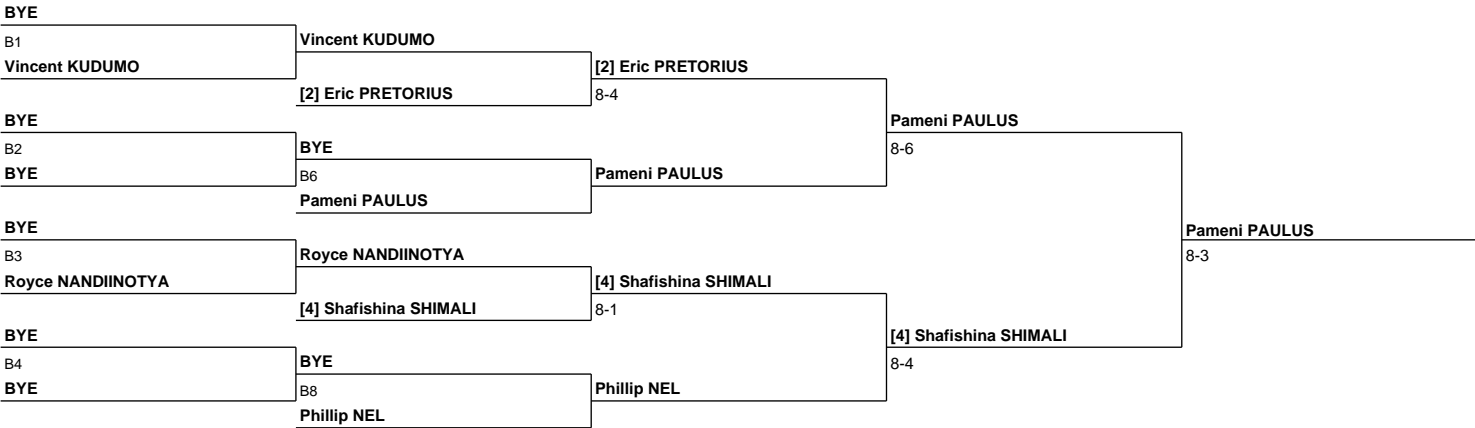 BYE
B1
Vincent KUDUMO
Vincent KUDUMO
[2] Eric PRETORIUS
[2] Eric PRETORIUS
8-4
BYE
B2
BYE
BYE
B6
Pameni PAULUS
Pameni PAULUS
Pameni PAULUS
8-6
BYE
B3
Royce NANDIINOTYA
Royce NANDIINOTYA
[4] Shafishina SHIMALI
[4] Shafishina SHIMALI
8-1
BYE
B4
BYE
BYE
B8
Phillip NEL
Phillip NEL
[4] Shafishina SHIMALI
8-4
Pameni PAULUS
8-3